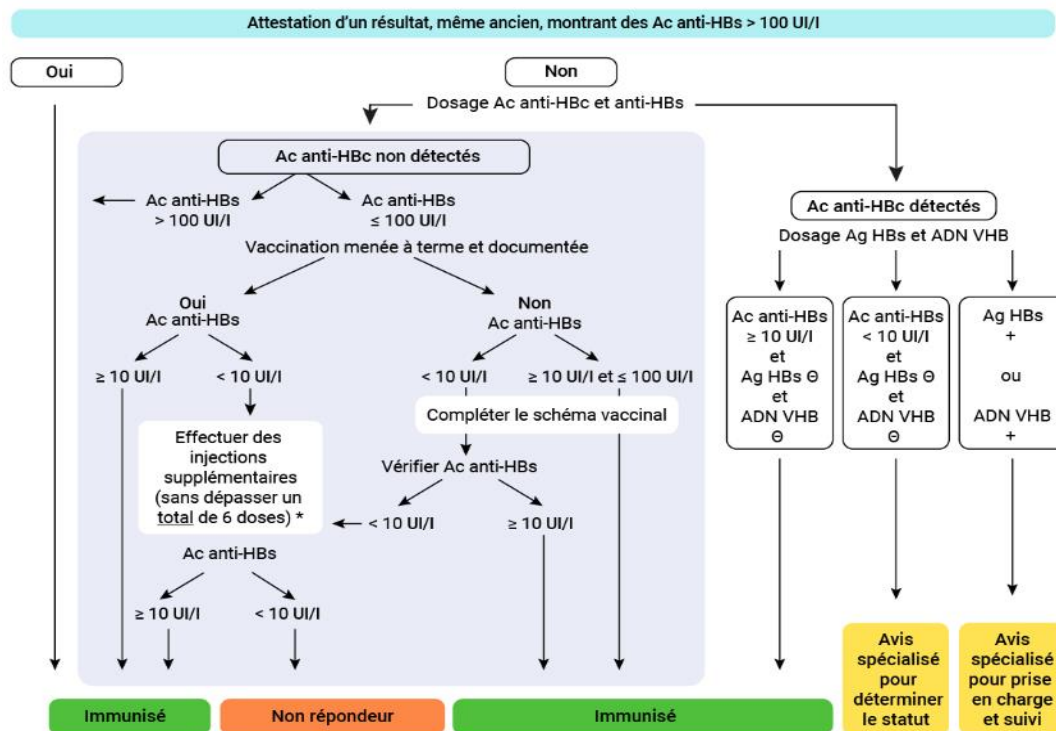 Attestation d'un résultat, même ancien, montrant des Ac anti-HBs > 100 UI/l
Oui
Non
Dosage Ac anti-HBc et anti-HBs
Ac anti-HBc non détectés
Ac anti-HBs
> 100 UI/l
Ac anti-HBs
≤ 100 UI/l
Vaccination menée à terme et documentée
Oui
Ac anti-HBs
≥ 10 UI/l
< 10 UI/l
Effectuer des
injections
supplémentaires
(sans dépasser un
total de 6 doses) *
Ac anti-HBs
≥ 10 UI/l
< 10 UI/l
Non
Ac anti-HBs
< 10 UI/l
≥ 10 UI/l et ≤ 100 UI/l
Compléter le schéma vaccinal
Vérifier Ac anti-HBs
< 10 UI/l
≥ 10 UI/l
Ac anti-HBc détectés
Dosage Ag HBs et ADN VHB
Ac anti-HBs
≥ 10 UI/l
et
Ag HBs Θ
et
ADN VHB
Θ
Ac anti-HBs
< 10 UI/l
et
Ag HBs Θ
et
ADN VHB
Θ
Ag HBs
+
ou
ADN VHB
+
Immunisé
Non répondeur
Immunisé
Avis
spécialisé
pour
déterminer
le statut
Avis
spécialisé
pour prise
en charge
et suivi